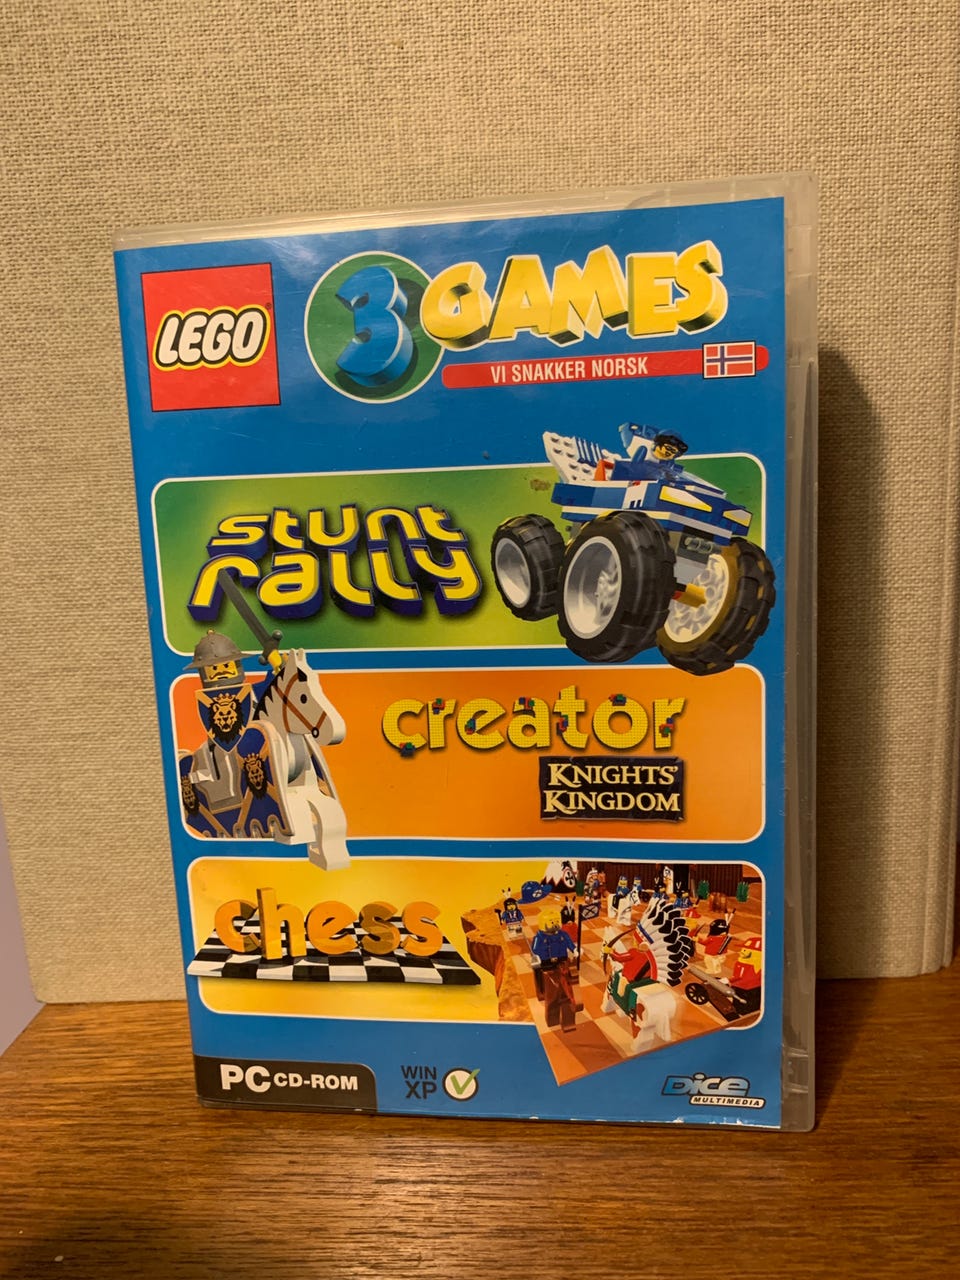 LEGO®
3 GAMES
VI SNAKKER NORSK
stunt
rally
creator
KNIGHTS'
KINGDOM
chess
PC CD-ROM
WIN
XP
Dice
MULTIMEDIA